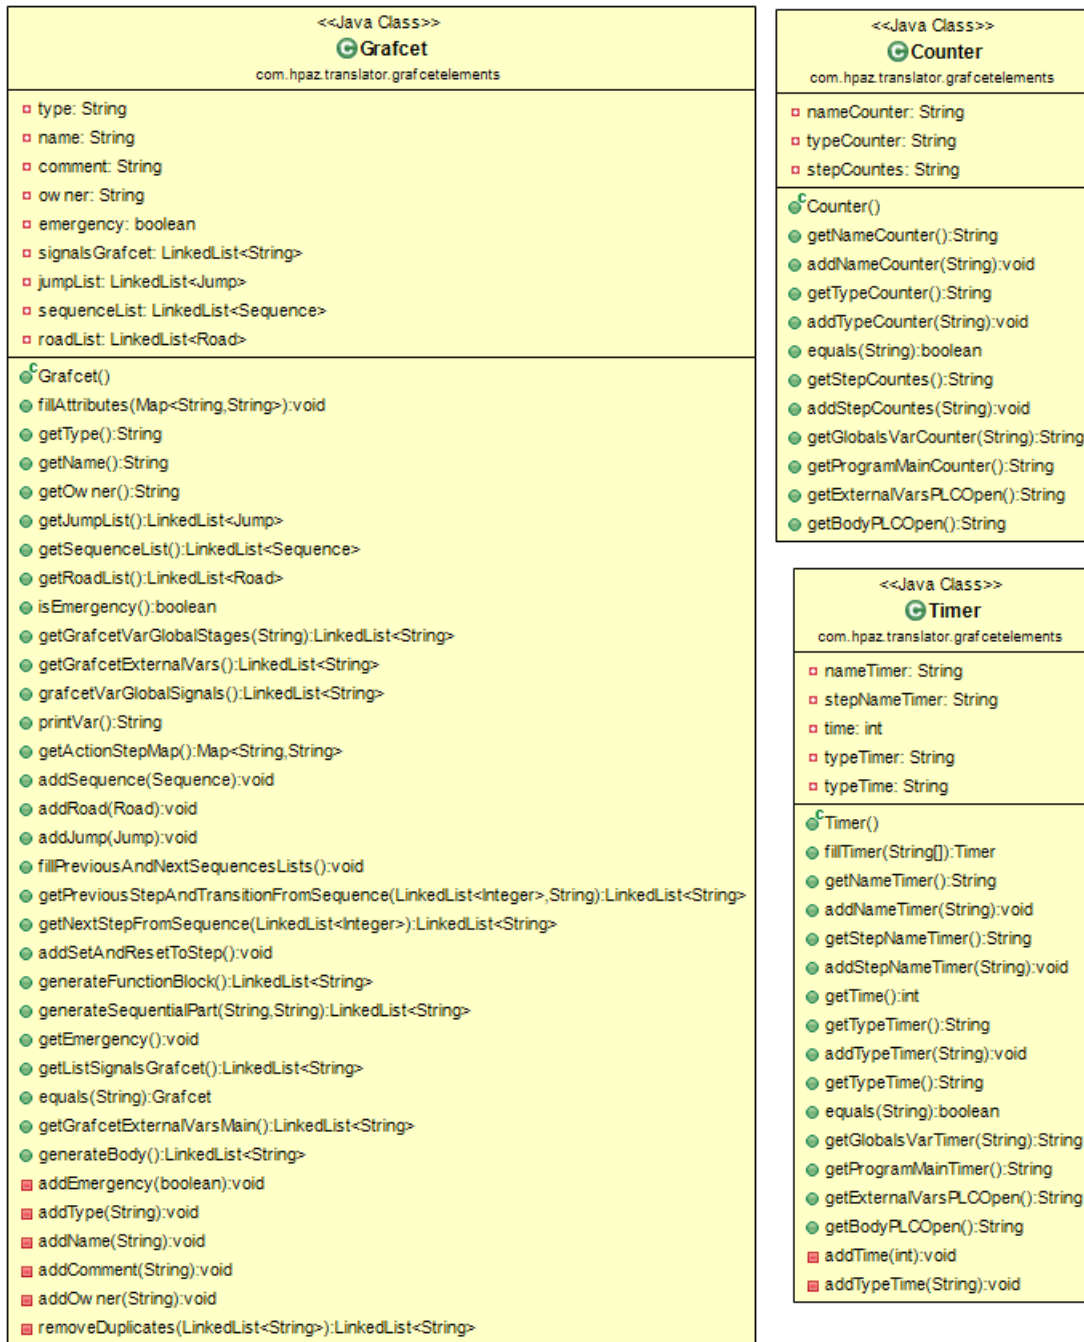 <<Java Class>>
Grafcet
com.hpaz.translator.grafcetelements
type: String
name: String
comment: String
owner: String
emergency: boolean
signalsGrafcet: LinkedList<String>
jumpList: LinkedList<Jump>
sequenceList: LinkedList<Sequence>
roadList: LinkedList<Road>
Grafcet()
fillAttributes(Map<String,String>):void
getType():String
getName():String
getOwner():String
getJumpList():LinkedList<Jump>
getSequenceList():LinkedList<Sequence>
getRoadList():LinkedList<Road>
isEmergency():boolean
getGrafcetVarGlobalStages(String):LinkedList<String>
getGrafcetExternalVars():LinkedList<String>
grafcetVarGlobalSignals():LinkedList<String>
printVar():String
getActionStepMap():Map<String,String>
addSequence(Sequence):void
addRoad(Road):void
addJump(Jump):void
fillPreviousAndNextSequencesLists():void
getPreviousStepAndTransitionFromSequence(LinkedList<Integer>,String):LinkedList<String>
getNextStepFromSequence(LinkedList<Integer>):LinkedList<String>
addSetAndResetToStep():void
generateFunctionBlock():LinkedList<String>
generateSequentialPart(String,String):LinkedList<String>
getEmergency():void
getListSignalsGrafcet():LinkedList<String>
equals(String):Grafcet
getGrafcetExternalVarsMain():LinkedList<String>
generateBody():LinkedList<String>
addEmergency(boolean):void
addType(String):void
addName(String):void
addComment(String):void
addOwner(String):void
removeDuplicates(LinkedList<String>):LinkedList<String>
<<Java Class>>
Counter
com.hpaz.translator.grafcetelements
nameCounter: String
typeCounter: String
stepCountes: String
Counter()
getNameCounter():String
addNameCounter(String):void
getTypeCounter():String
addTypeCounter(String):void
equals(String):boolean
getStepCountes():String
addStepCountes(String):void
getGlobalsVarCounter(String):String
getProgramMainCounter():String
getExternalVarsPLCOpen():String
getBodyPLCOpen():String
<<Java Class>>
Timer
com.hpaz.translator.grafcetelements
nameTimer: String
stepNameTimer: String
time: int
typeTimer: String
typeTime: String
Timer()
fillTimer(String[]):Timer
getNameTimer():String
addNameTimer(String):void
getStepNameTimer():String
addStepNameTimer(String):void
getTime():int
getTypeTimer():String
addTypeTimer(String):void
getTypeTime():String
equals(String):boolean
getGlobalsVarTimer(String):String
getProgramMainTimer():String
getExternalVarsPLCOpen():String
getBodyPLCOpen():String
addTime(int):void
addTypeTime(String):void